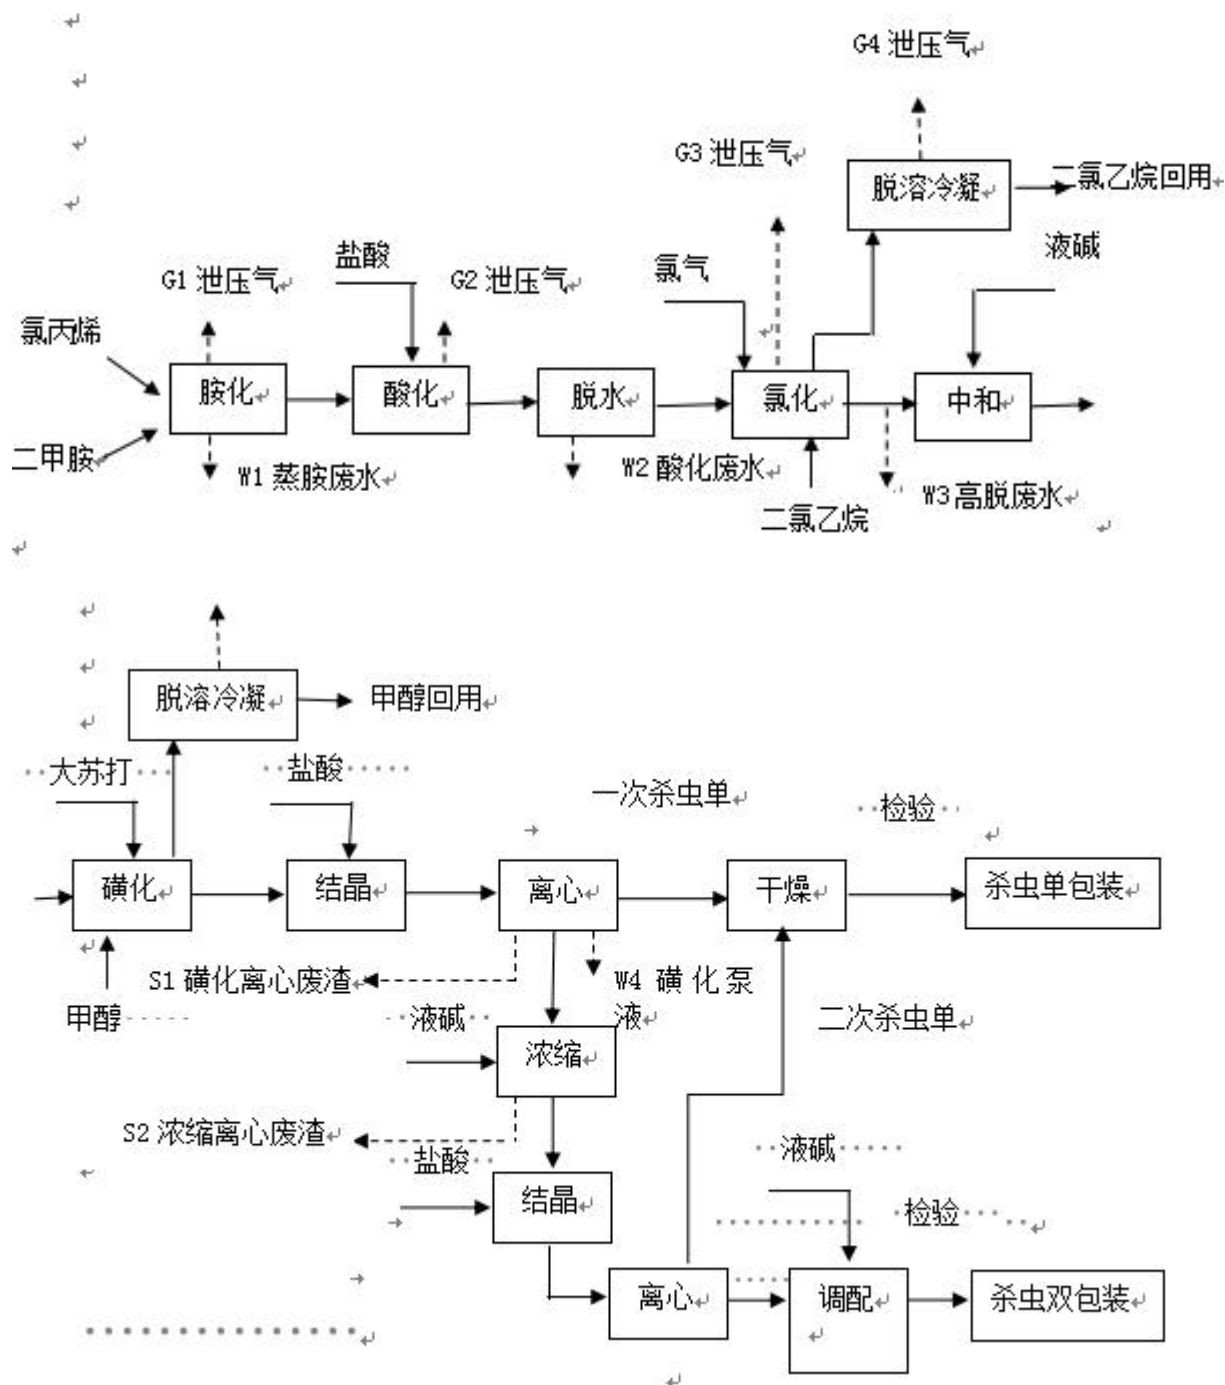 G4 泄压气
G3 泄压气
脱溶冷凝
二氯乙烷回用
盐酸
氯气
液碱
G1 泄压气
G2 泄压气
氯丙烯
胺化
酸化
脱水
氯化
中和
二甲胺
W1 蒸胺废水
W2 酸化废水
二氯乙烷
W3 高脱废水
脱溶冷凝
甲醇回用
大苏打
盐酸
一次杀虫单
检验
磺化
结晶
离心
干燥
杀虫单包装
S1 磺化离心废渣
W4 磺化泵
液
甲醇
液碱
二次杀虫单
浓缩
S2 浓缩离心废渣
盐酸
液碱
结晶
检验
离心
调配
杀虫双包装